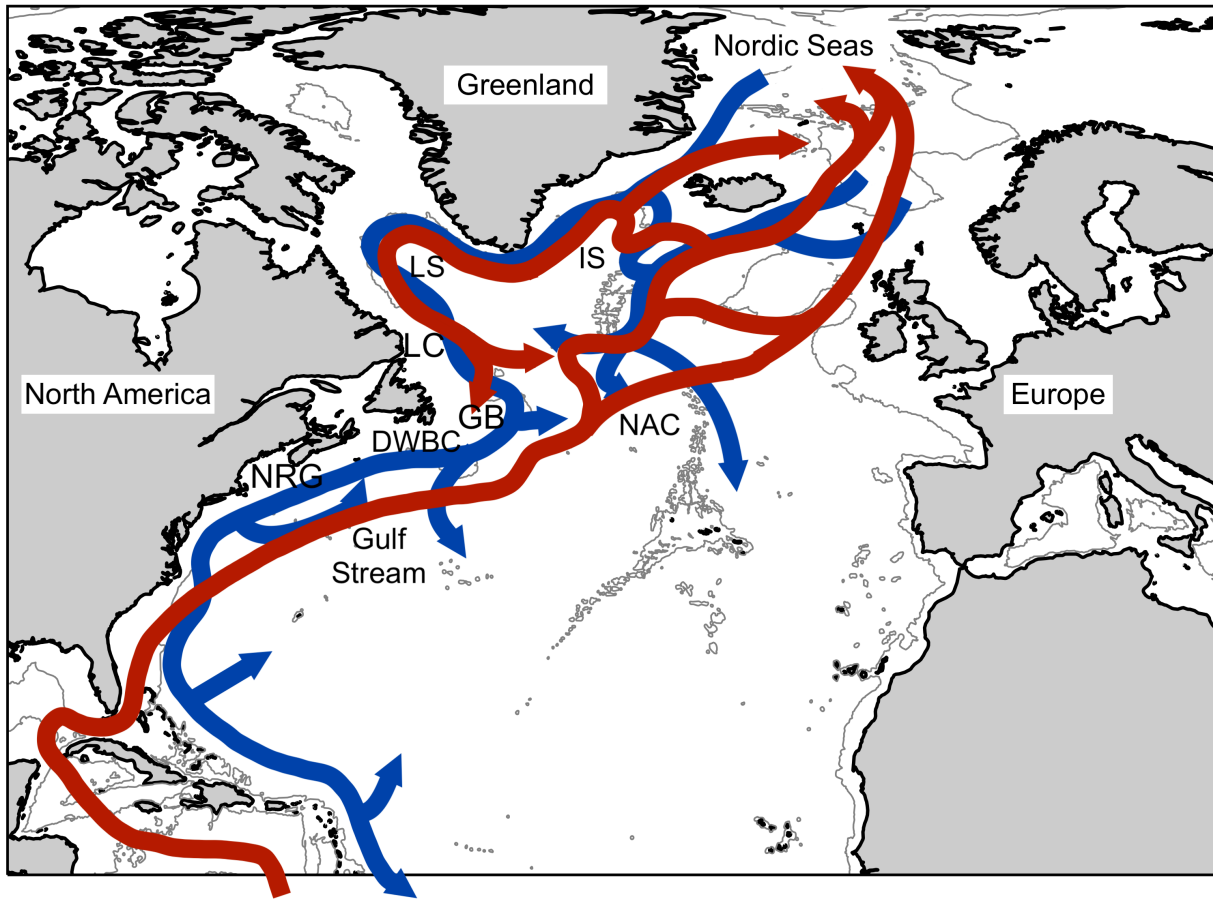 Nordic Seas
Greenland
LS
IS
LC
North America
Europe
GB
NAC
DWBC
NRG
Gulf
Stream